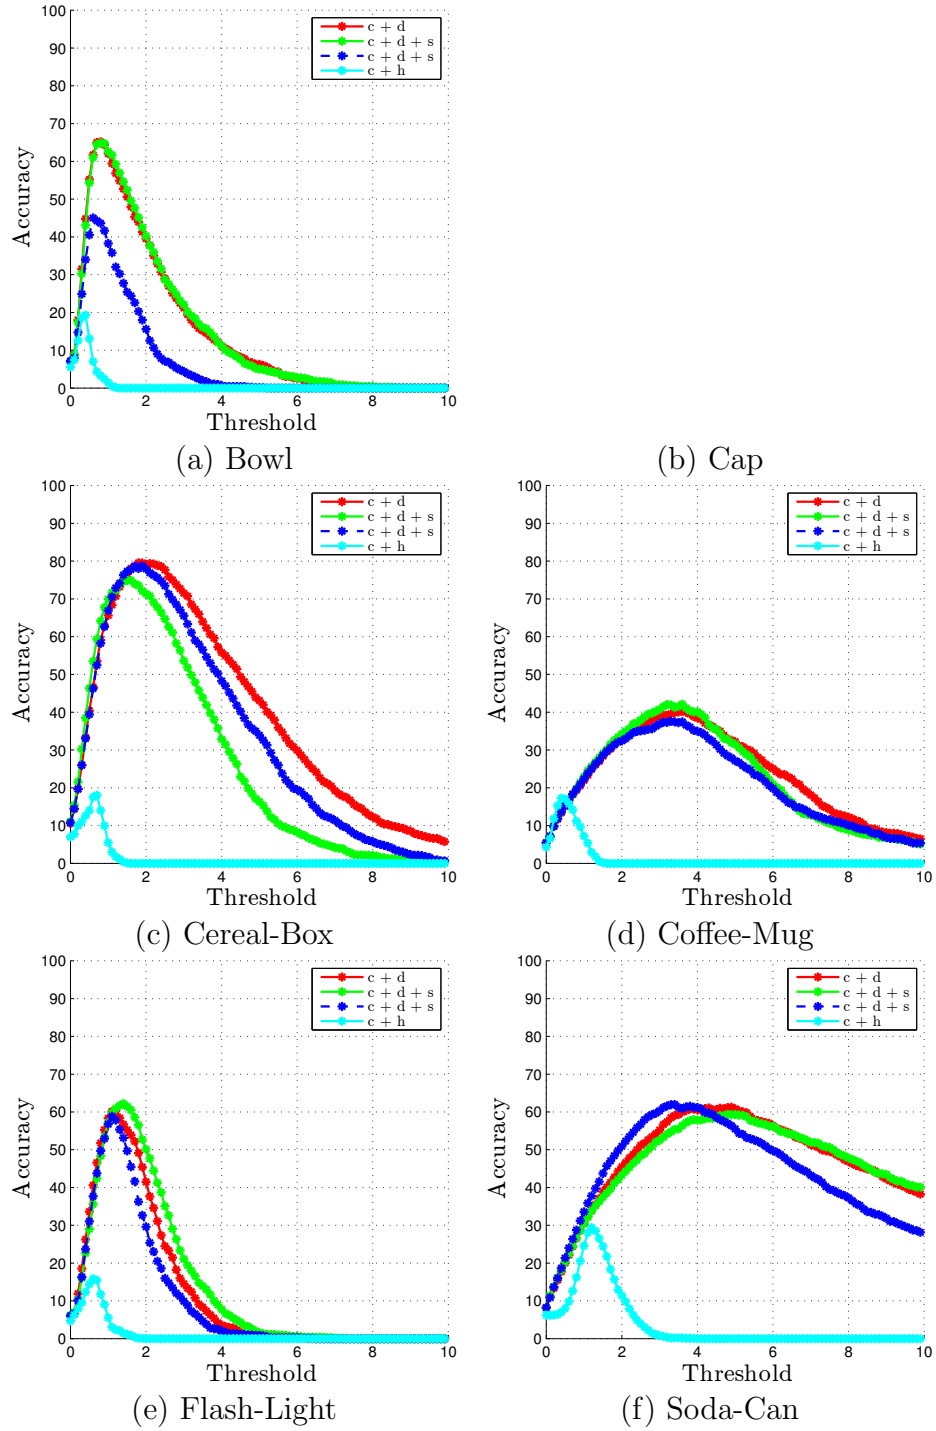 100
90
80
70
60
50
40
30
20
10
0
Accuracy
c + d
c + d + s
c + d + s
c + h
0 2 4 6 8 10
Threshold
(a) Bowl
(b) Cap
100
90
80
70
60
50
40
30
20
10
0
Accuracy
c + d
c + d + s
c + d + s
c + h
0 2 4 6 8 10
Threshold
(c) Cereal-Box
100
90
80
70
60
50
40
30
20
10
0
Accuracy
c + d
c + d + s
c + d + s
c + h
0 2 4 6 8 10
Threshold
(d) Coffee-Mug
100
90
80
70
60
50
40
30
20
10
0
Accuracy
c + d
c + d + s
c + d + s
c + h
0 2 4 6 8 10
Threshold
(e) Flash-Light
100
90
80
70
60
50
40
30
20
10
0
Accuracy
c + d
c + d + s
c + d + s
c + h
0 2 4 6 8 10
Threshold
(f) Soda-Can